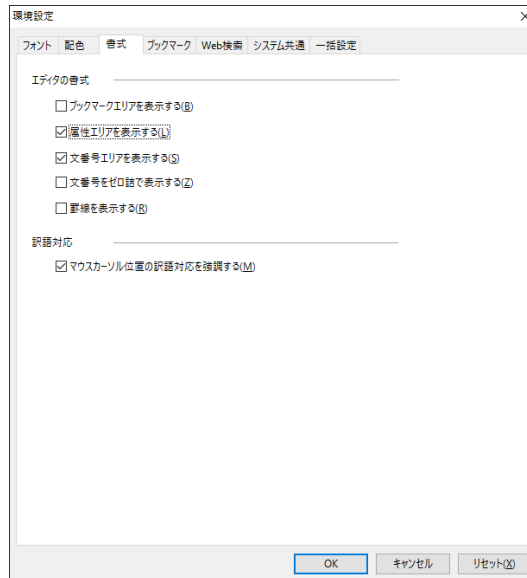 環境設定
フォント 配色 書式 ブックマーク Web検索 システム共通 一括設定
エディタの書式
ブックマークエリアを表示する(B)
属性エリアを表示する(L)
文番号エリアを表示する(S)
文番号をゼロ詰で表示する(Z)
罫線を表示する(R)
訳語対応
マウスカーソル位置の訳語対応を強調する(M)
OK キャンセル リセット(X)